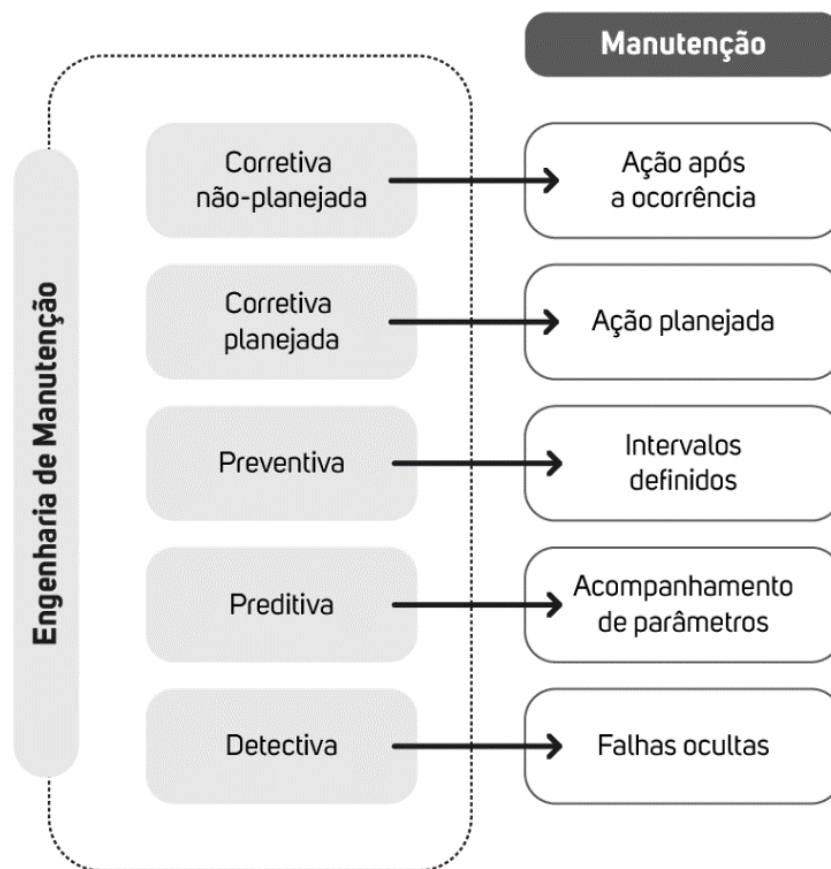 Manutenção
Engenharia de Manutenção
Corretiva
não-planejada
Ação após
a ocorrência
Corretiva
planejada
Ação planejada
Preventiva
Intervalos
definidos
Preditiva
Acompanhamento
de parâmetros
Detectiva
Falhas ocultas